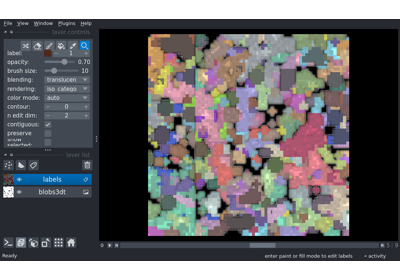 File View Window Plugins Help
layer controls
label: 1
opacity: 0.70
brush size: 10
blending: translucen
rendering: iso_catego
color mode: auto
contour: 0
n edit dim: 2
contiguous:
preserve
selected:
layer list
labels
blobs3dt
Ready
enter paint or fill mode to edit labels
activity